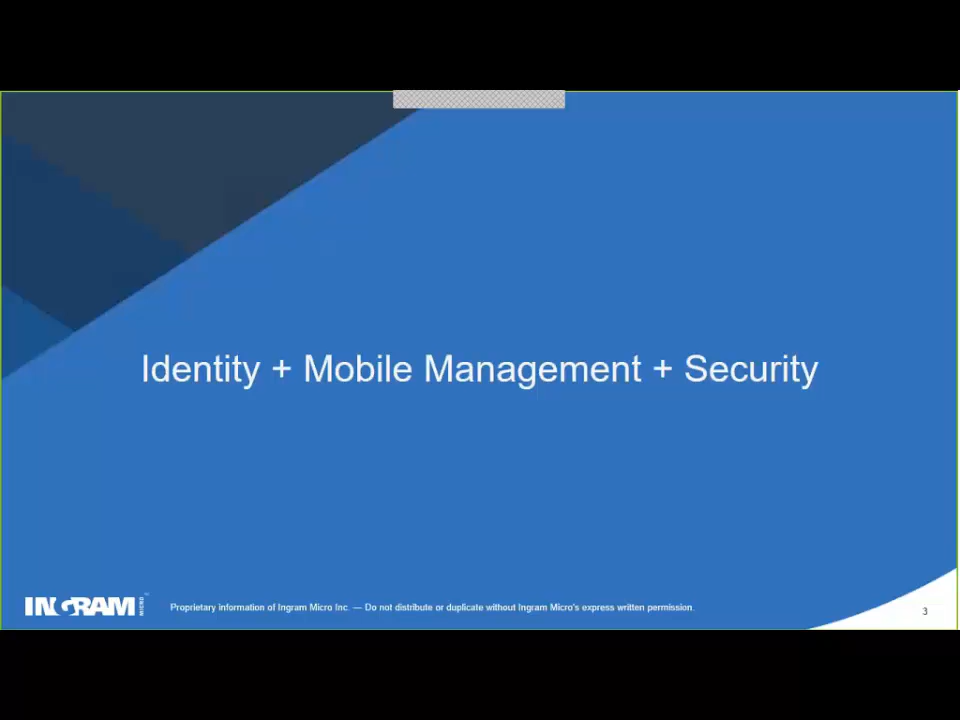 Identity + Mobile Management + Security
INGRAM MICRO
Proprietary information of Ingram Micro Inc. — Do not distribute or duplicate without Ingram Micro's express written permission.
3